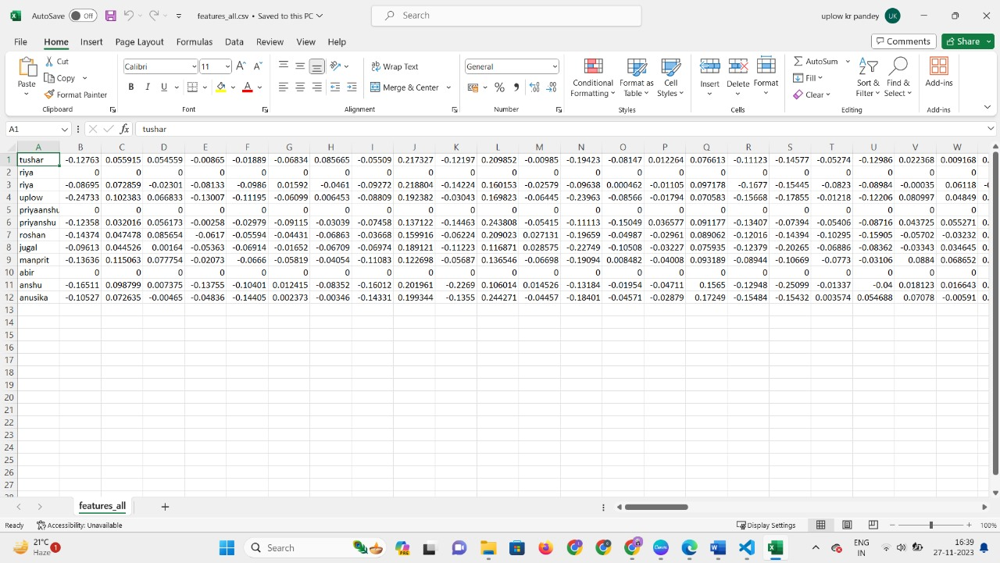 AutoSave Off features_all.csv • Saved to this PC Search uplow kr pandey UK
File Home Insert Page Layout Formulas Data Review View Help Comments Share
Paste Cut Copy Format Painter Calibri 11 B I U Wrap Text Merge & Center General % Conditional Formatting Format as Table Cell Styles Insert Delete Format AutoSum Fill Clear Sort & Filter Find & Select Add-ins
Clipboard Font Alignment Number Styles Cells Editing Add-ins
A1 fx tushar
A B C D E F G H I J K L M N O P Q R S T U V W
1 tushar -0.12763 0.055915 0.054559 -0.00865 -0.01889 -0.06834 0.085665 -0.05509 0.217327 -0.12197 0.209852 -0.00985 -0.19423 -0.08147 0.012264 0.076613 -0.11123 -0.14577 -0.05274 -0.12986 0.022368 0.009168 0.
2 riya 0 0 0 0 0 0 0 0 0 0 0 0 0 0 0 0 0 0 0 0 0 0
3 riya -0.08695 0.072859 -0.02301 -0.08133 -0.0986 0.01592 -0.0461 -0.09272 0.218804 -0.14224 0.160153 -0.02579 -0.09638 0.000462 -0.01105 0.097178 -0.1677 -0.15445 -0.0823 -0.08984 -0.00035 0.06118 -0
4 uplow -0.24733 0.102383 0.066833 -0.13007 -0.11195 -0.06099 0.006453 -0.08809 0.192382 -0.03043 0.169823 -0.06445 -0.23963 -0.08566 -0.01794 0.070583 -0.15668 -0.17855 -0.01218 -0.12206 0.080997 0.04849 0.
5 priyaanshu 0 0 0 0 0 0 0 0 0 0 0 0 0 0 0 0 0 0 0 0 0 0
6 priyanshu -0.12358 0.032016 0.056173 -0.00258 -0.02979 -0.09115 -0.03039 -0.07458 0.137122 -0.14463 0.243808 -0.05415 -0.11113 -0.15049 0.036577 0.091177 -0.13407 -0.07394 -0.05406 -0.08716 0.043725 0.055271 0.
7 roshan -0.14374 0.047478 0.085654 -0.0617 -0.05594 -0.04431 -0.06863 -0.03668 0.159916 -0.06224 0.209023 0.027131 -0.19659 -0.04987 -0.02961 0.089062 -0.12016 -0.14394 -0.10295 -0.15905 -0.05702 -0.03232 0.
8 jugal -0.09613 0.044526 0.00164 -0.05363 -0.06914 -0.01652 -0.06709 -0.06974 0.189121 -0.11223 0.116871 0.028575 -0.22749 -0.10508 -0.03227 0.075935 -0.12379 -0.20265 -0.06886 -0.08362 -0.03343 0.034645 0.
9 manprit -0.13636 0.115063 0.077754 -0.02073 -0.0666 -0.05819 -0.04054 -0.11083 0.122698 -0.05687 0.136546 -0.06698 -0.19094 0.008482 -0.04008 0.093189 -0.08944 -0.10669 -0.0773 -0.03106 0.0884 0.068652 0.
10 abir 0 0 0 0 0 0 0 0 0 0 0 0 0 0 0 0 0 0 0 0 0 0
11 anshu -0.16511 0.098799 0.007375 -0.13755 -0.10401 0.012415 -0.08352 -0.16012 0.201961 -0.2269 0.106014 0.014526 -0.13184 -0.01954 -0.04711 0.1565 -0.12948 -0.25099 -0.01337 -0.04 0.018123 0.016643 0.
12 anusika -0.10527 0.072635 -0.00465 -0.04836 -0.14405 0.002373 -0.00346 -0.14331 0.199344 -0.1355 0.244271 -0.04457 -0.18401 -0.04571 -0.02879 0.17249 -0.15484 -0.15432 0.003574 0.054688 0.07078 -0.00591 0.
13
14
15
16
17
18
19
20
21
22
23
24
25
26
27
features_all
Ready Accessibility: Unavailable Display Settings 100%
21°C Haze 1 Search ENG IN 16:39 27-11-2023